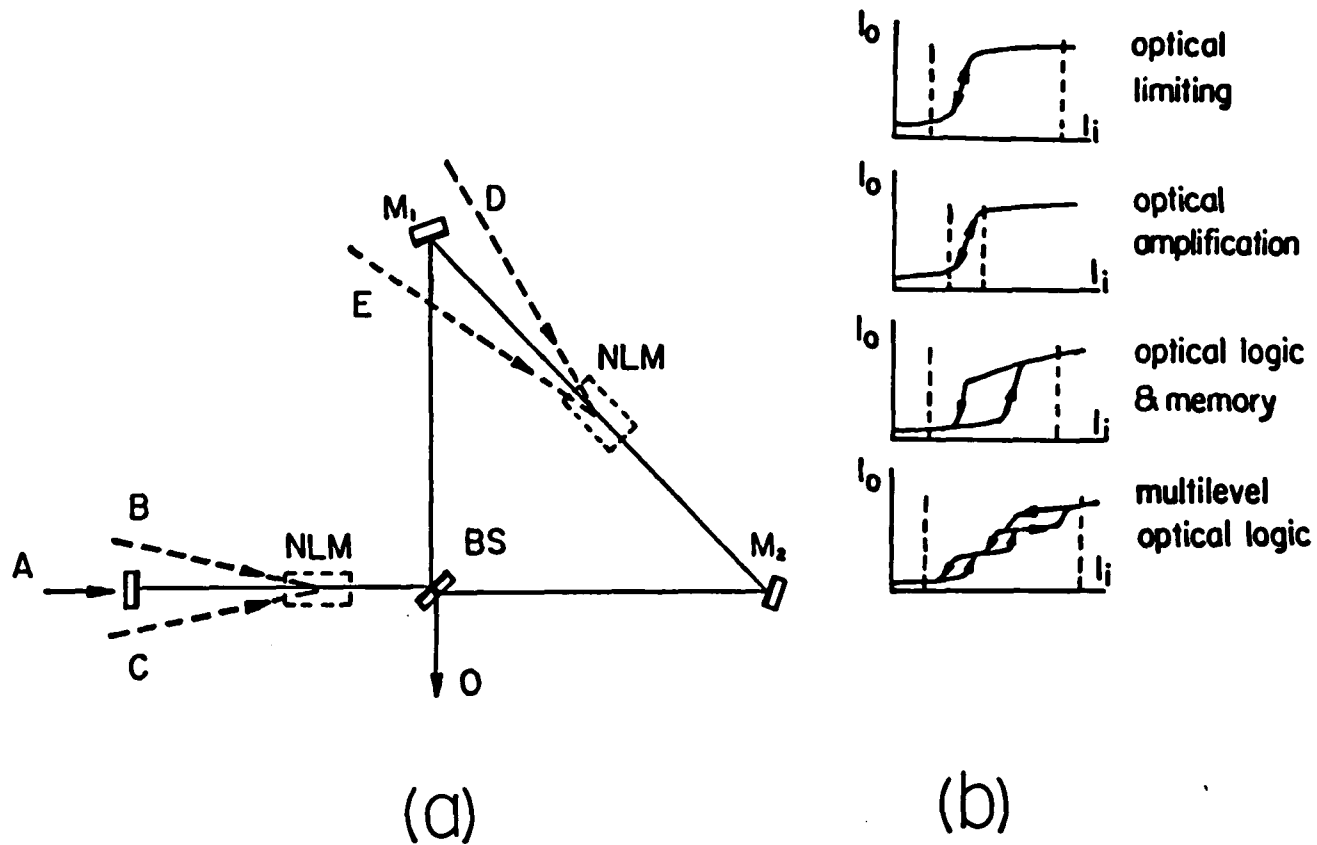 M₁
D
E
NLM
B
NLM
BS
M₂
A
C
O
(a)
I₀
optical
limiting
Iᵢ
I₀
optical
amplification
Iᵢ
I₀
optical logic
& memory
Iᵢ
I₀
multilevel
optical logic
Iᵢ
(b)